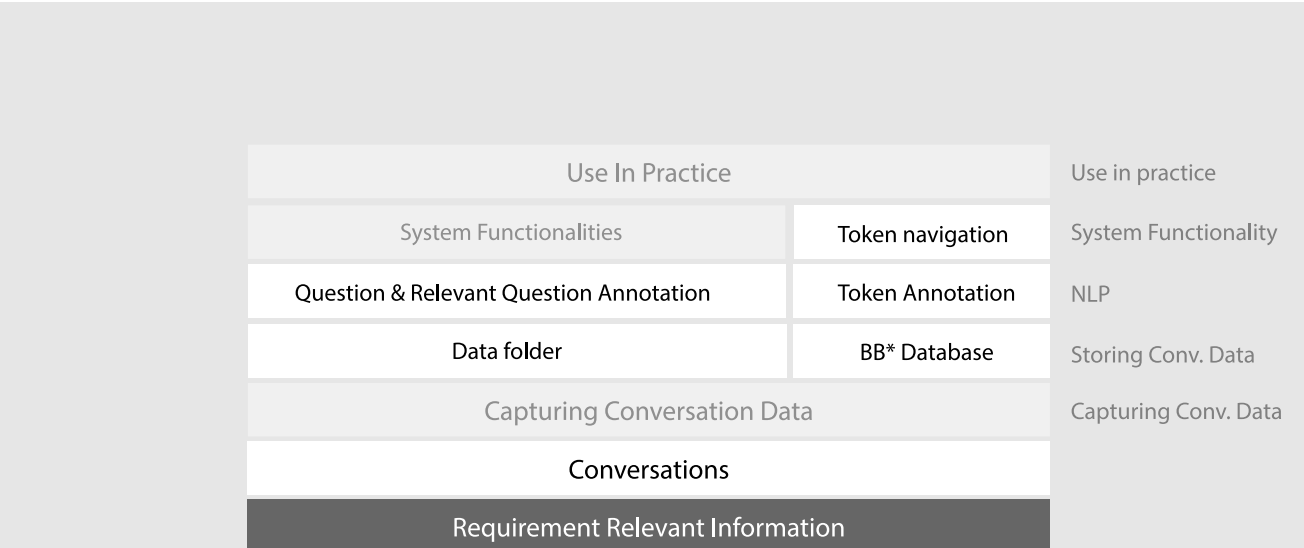 Use In Practice
Use in practice
System Functionalities
Token navigation
System Functionality
Question & Relevant Question Annotation
Token Annotation
NLP
Data folder
BB* Database
Storing Conv. Data
Capturing Conversation Data
Capturing Conv. Data
Conversations
Requirement Relevant Information